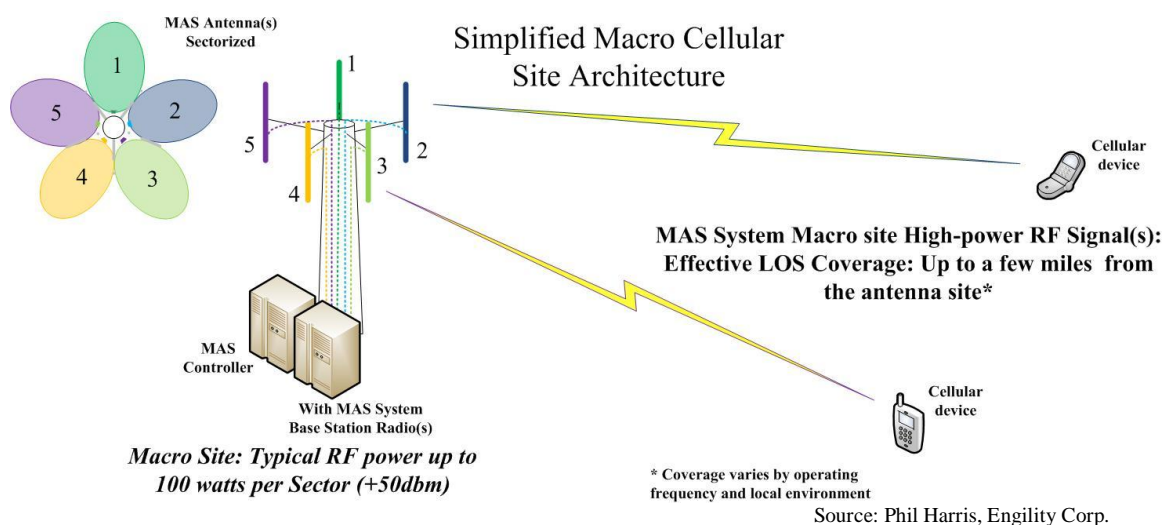 MAS Antenna(s)
Sectorized
Simplified Macro Cellular
Site Architecture
1
2
3
4
5
1
2
3
4
5
Cellular
device
MAS System Macro site High-power RF Signal(s):
Effective LOS Coverage: Up to a few miles from
the antenna site*
MAS
Controller
With MAS System
Base Station Radio(s)
Macro Site: Typical RF power up to
100 watts per Sector (+50dbm)
Cellular
device
* Coverage varies by operating
frequency and local environment
Source: Phil Harris, Engility Corp.